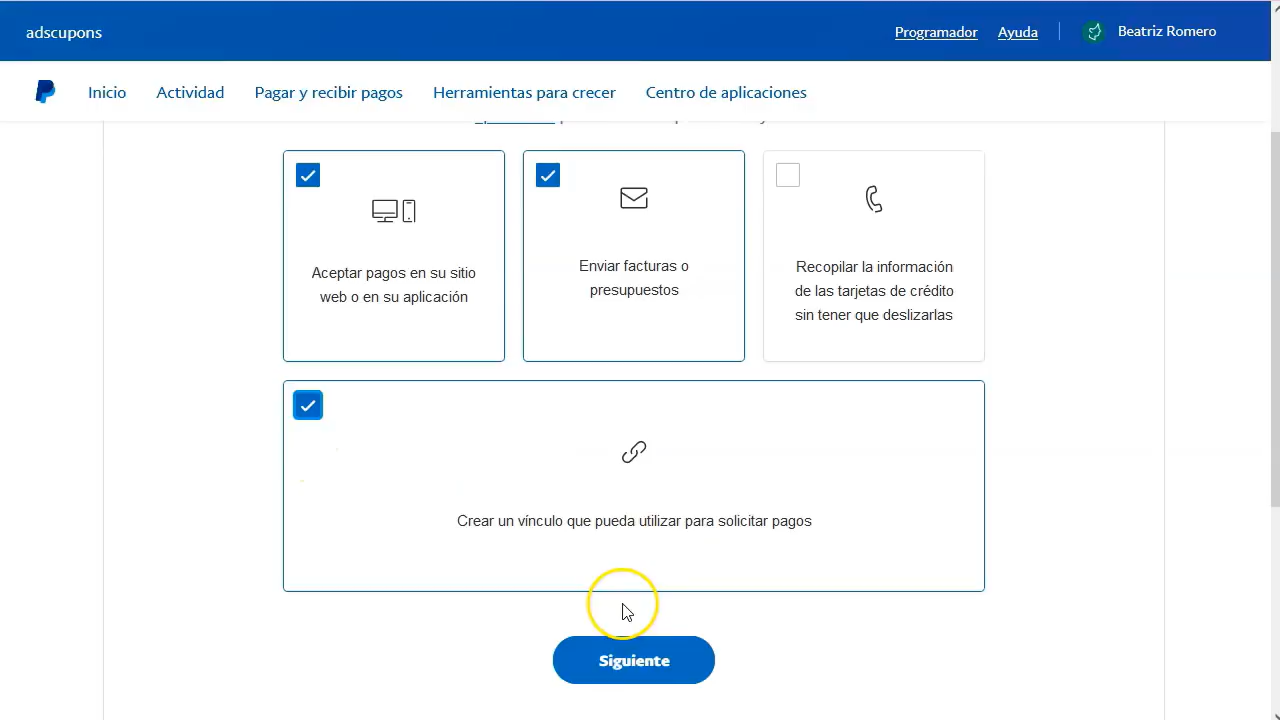 adscupons
Programador
Ayuda
Beatriz Romero
Inicio
Actividad
Pagar y recibir pagos
Herramientas para crecer
Centro de aplicaciones
Aceptar pagos en su sitio
web o en su aplicación
Enviar facturas o
presupuestos
Recopilar la información
de las tarjetas de crédito
sin tener que deslizarlas
Crear un vínculo que pueda utilizar para solicitar pagos
Siguiente